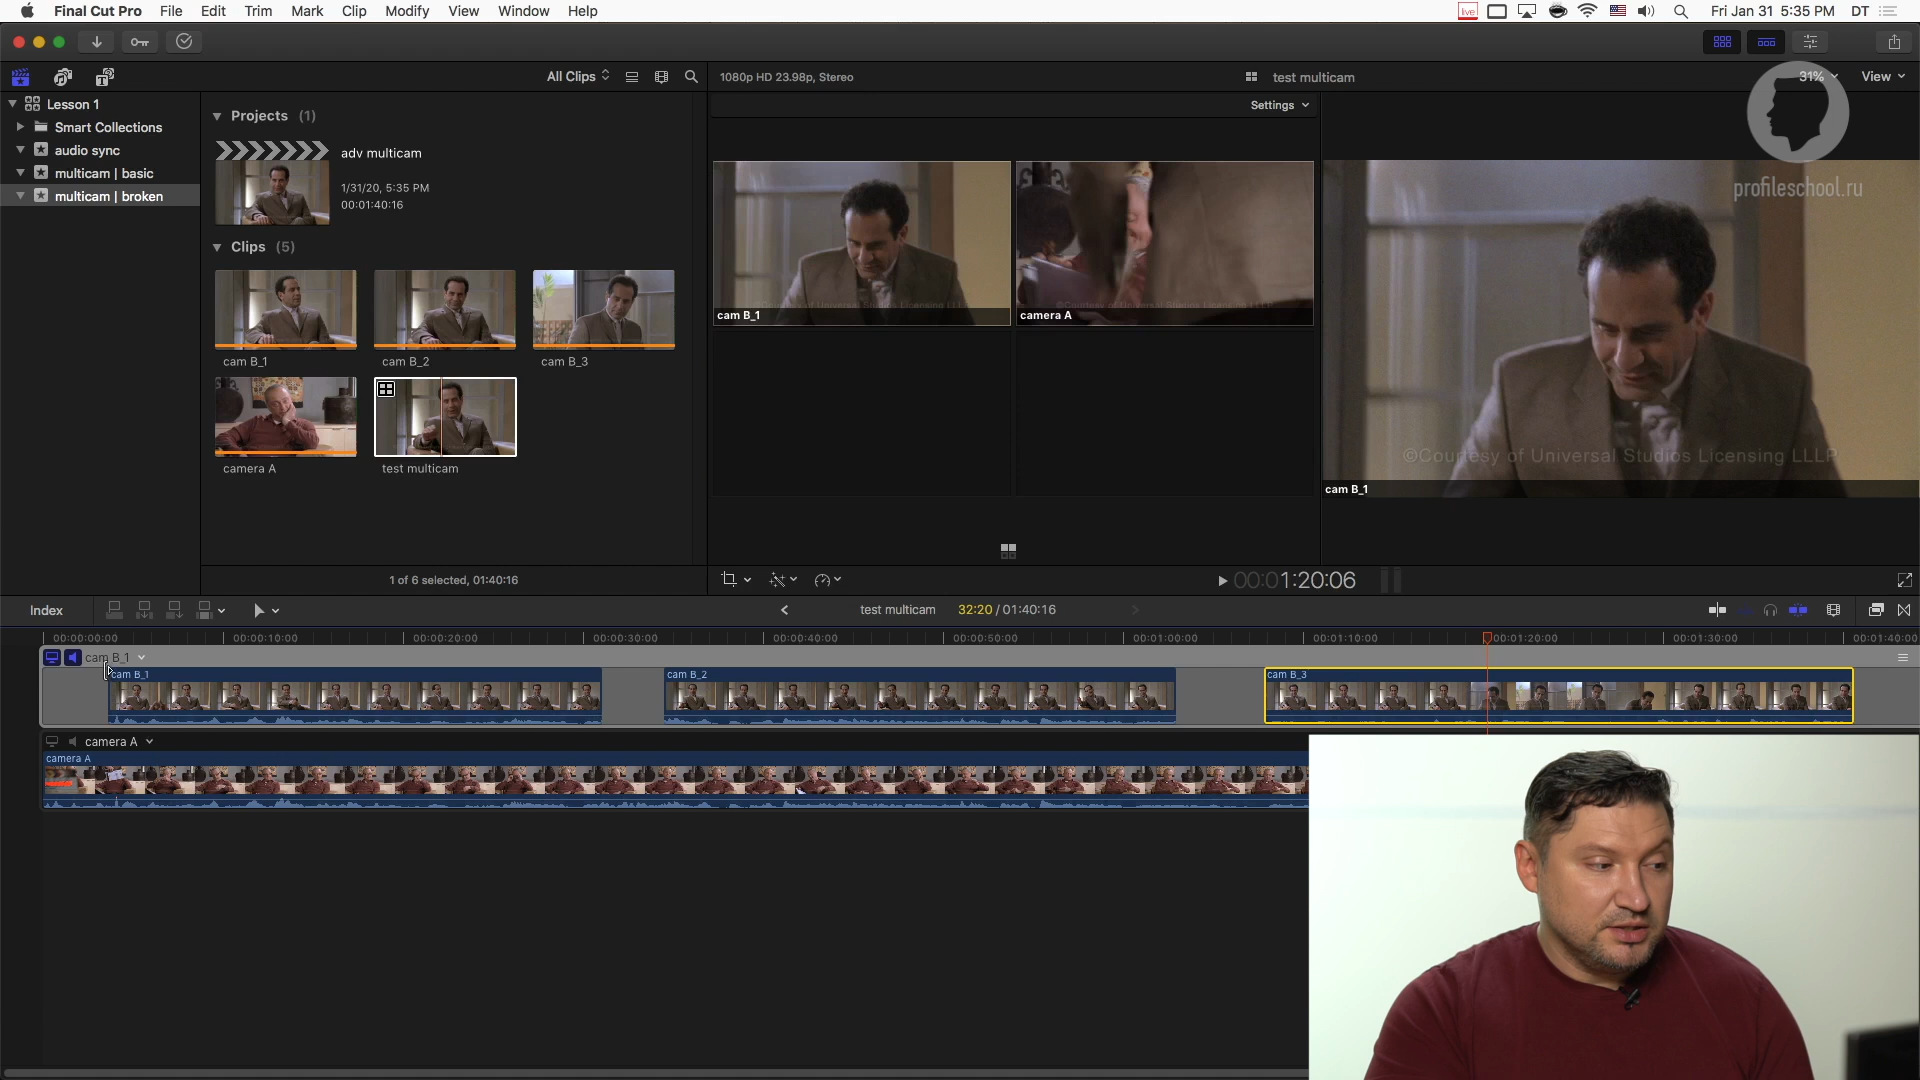 Final Cut Pro File Edit Trim Mark Clip Modify View Window Help
live Fri Jan 31 5:35 PM DT
All Clips
1080p HD 23.98p, Stereo
test multicam
31%
View
Lesson 1
Smart Collections
audio sync
multicam | basic
multicam | broken
Projects (1)
adv multicam
1/31/20, 5:35 PM
00:01:40:16
Clips (5)
cam B_1
cam B_2
cam B_3
camera A
test multicam
1 of 6 selected, 01:40:16
Settings
cam B_1
camera A
profileschool.ru
©Courtesy of Universal Studios Licensing LLLP
cam B_1
00:01:20:06
Index
test multicam 32:20 / 01:40:16
00:00:00:00 00:00:10:00 00:00:20:00 00:00:30:00 00:00:40:00 00:00:50:00 00:01:00:00 00:01:10:00 00:01:20:00 00:01:30:00 00:01:40:00
cam B_1
cam B_1
cam B_2
cam B_3
camera A
camera A